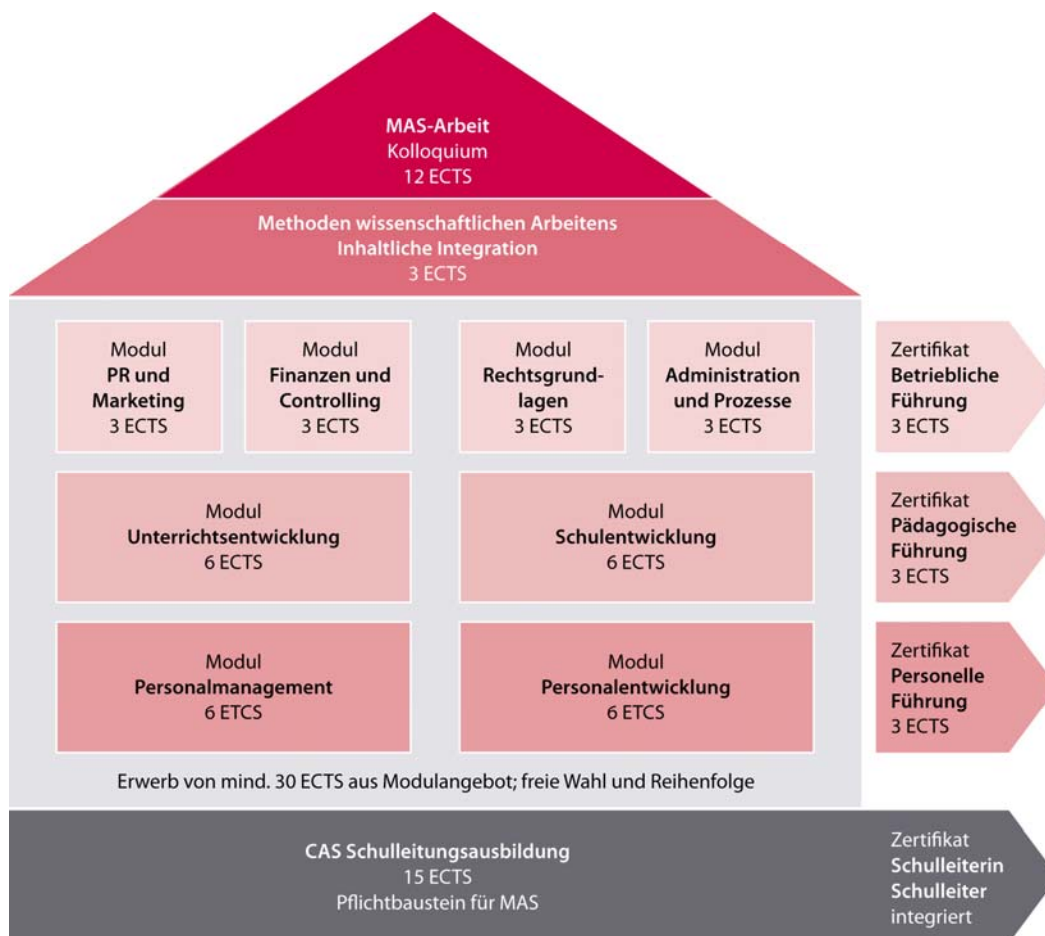 MAS-Arbeit
Kolloquium
12 ECTS
Methoden wissenschaftlichen Arbeitens
Inhaltliche Integration
3 ECTS
Modul
PR und
Marketing
3 ECTS
Modul
Finanzen und
Controlling
3 ECTS
Modul
Rechtsgrund-
lagen
3 ECTS
Modul
Administration
und Prozesse
3 ECTS
Zertifikat
Betriebliche
Führung
3 ECTS
Modul
Unterrichtsentwicklung
6 ECTS
Modul
Schulentwicklung
6 ECTS
Zertifikat
Pädagogische
Führung
3 ECTS
Modul
Personalmanagement
6 ETCS
Modul
Personalentwicklung
6 ETCS
Zertifikat
Personelle
Führung
3 ECTS
Erwerb von mind. 30 ECTS aus Modulangebot; freie Wahl und Reihenfolge
CAS Schulleitungsausbildung
15 ECTS
Pflichtbaustein für MAS
Zertifikat
Schulleiterin
Schulleiter
integriert